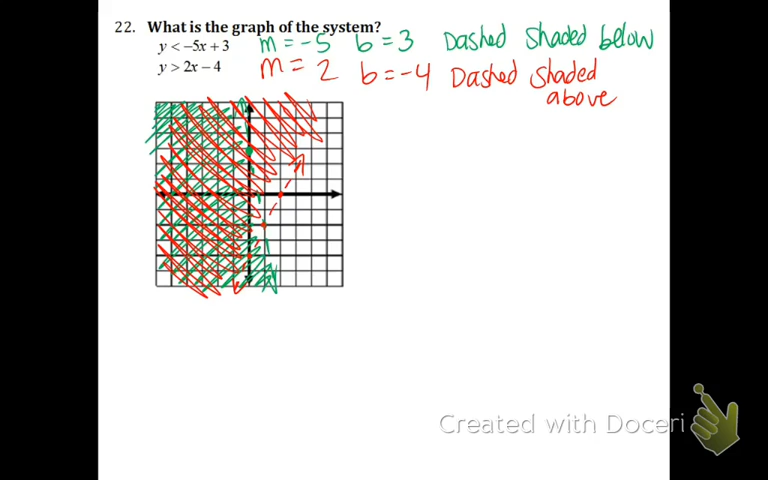 22. What is the graph of the system?
y < −5x + 3 m = −5 b = 3 Dashed Shaded below
y > 2x − 4 m = 2 b = −4 Dashed Shaded
above
Created with Doceri